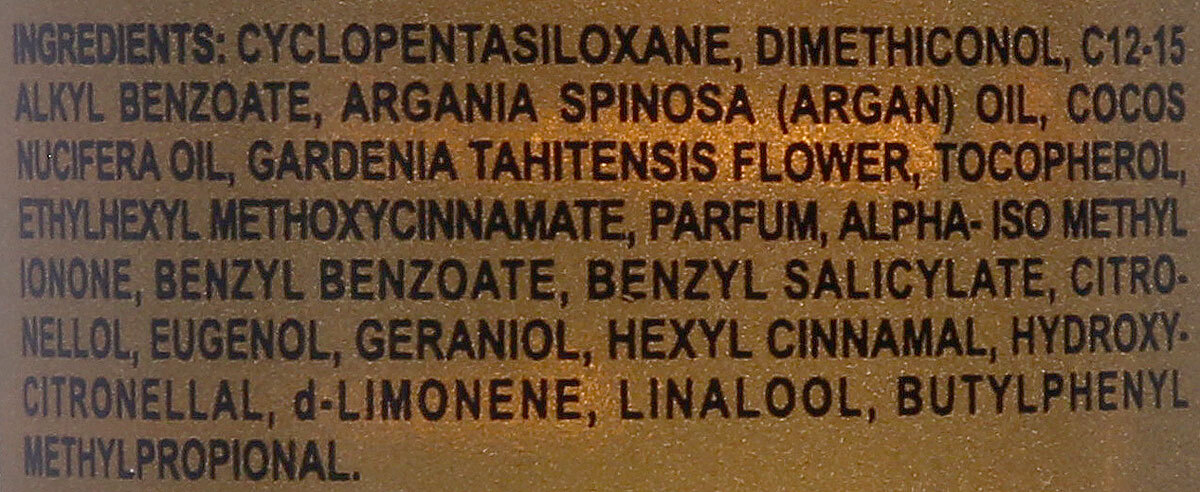 INGREDIENTS: CYCLOPENTASILOXANE, DIMETHICONOL, C12-15
ALKYL BENZOATE, ARGANIA SPINOSA (ARGAN) OIL, COCOS
NUCIFERA OIL, GARDENIA TAHITENSIS FLOWER, TOCOPHEROL,
ETHYLHEXYL METHOXYCINNAMATE, PARFUM, ALPHA- ISO METHYL
IONONE, BENZYL BENZOATE, BENZYL SALICYLATE, CITRO-
NELLOL, EUGENOL, GERANIOL, HEXYL CINNAMAL, HYDROXY-
CITRONELLAL, d-LIMONENE, LINALOOL, BUTYLPHENYL
METHYLPROPIONAL.